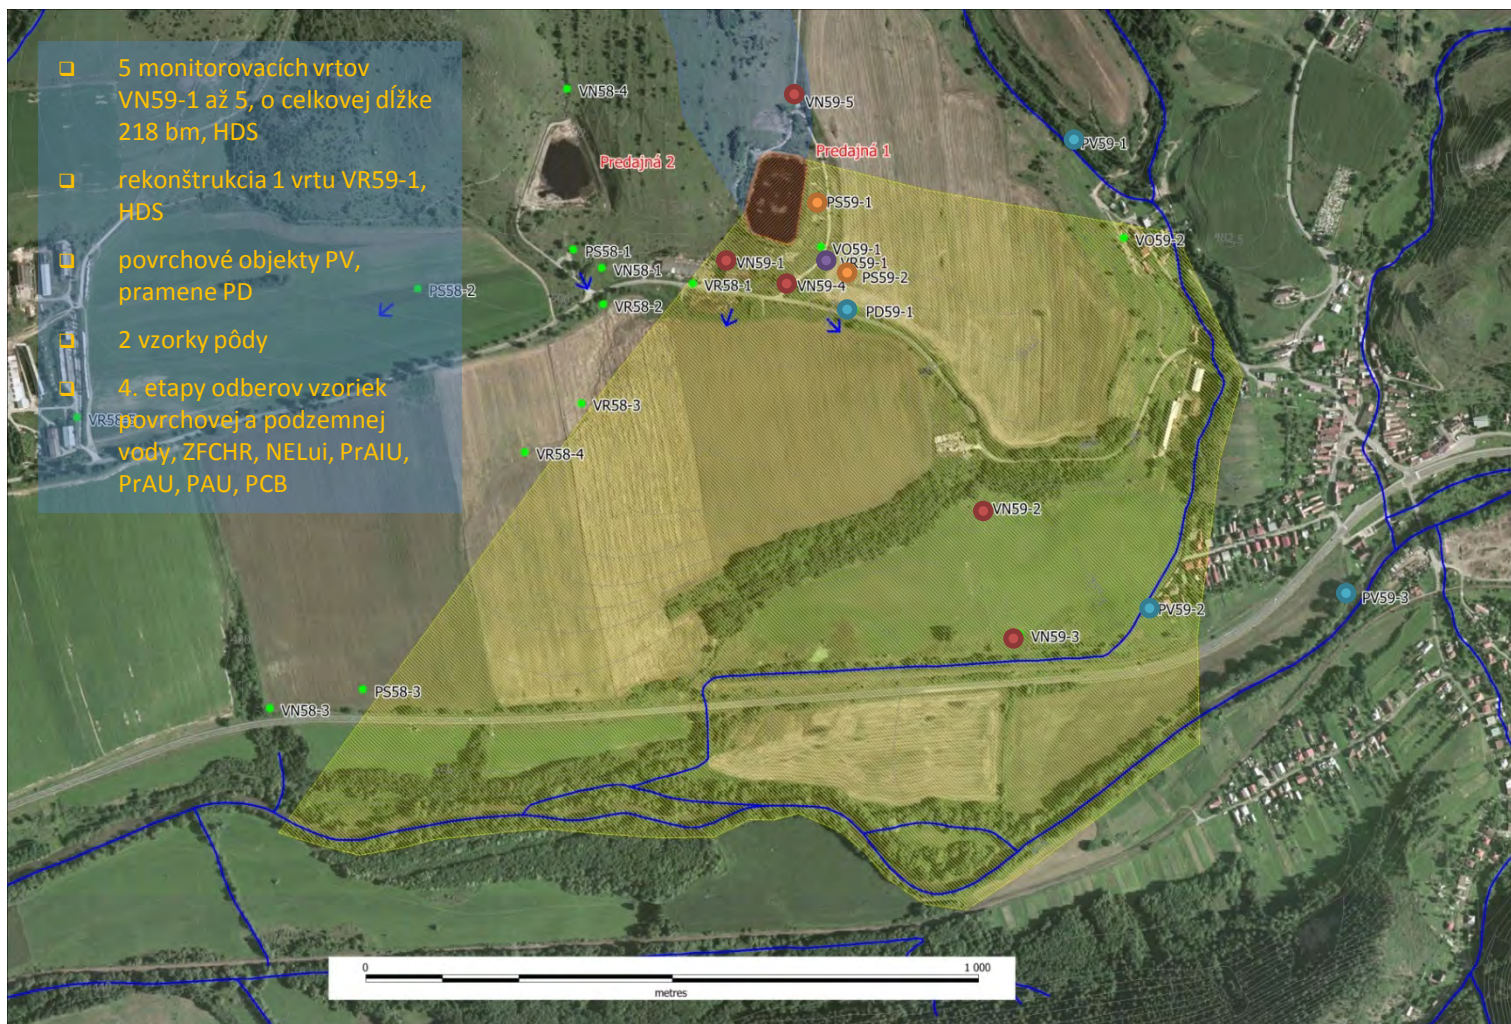 ❑ 5 monitorovacích vrtov
VN59-1 až 5, o celkovej dĺžke
218 bm, HDS
❑ rekonštrukcia 1 vrtu VR59-1,
HDS
❑ povrchové objekty PV,
pramene PD
❑ 2 vzorky pôdy
❑ 4. etapy odberov vzoriek
povrchovej a podzemnej
vody, ZFCHR, NELui, PrAIU,
PrAU, PAU, PCB
VN58-4
VN59-5
PV59-1
Predajná 2
Predajná 1
PS59-1
VO59-2
PS58-1
VO59-1
VN58-1
VN59-1
VR59-1
PS59-2
PS58-2
VR58-1
VN59-4
VR58-2
PD59-1
VR58-3
VR58-4
VN59-2
PV59-3
PV59-2
VN59-3
PS58-3
VN58-3
0 1 000
metres